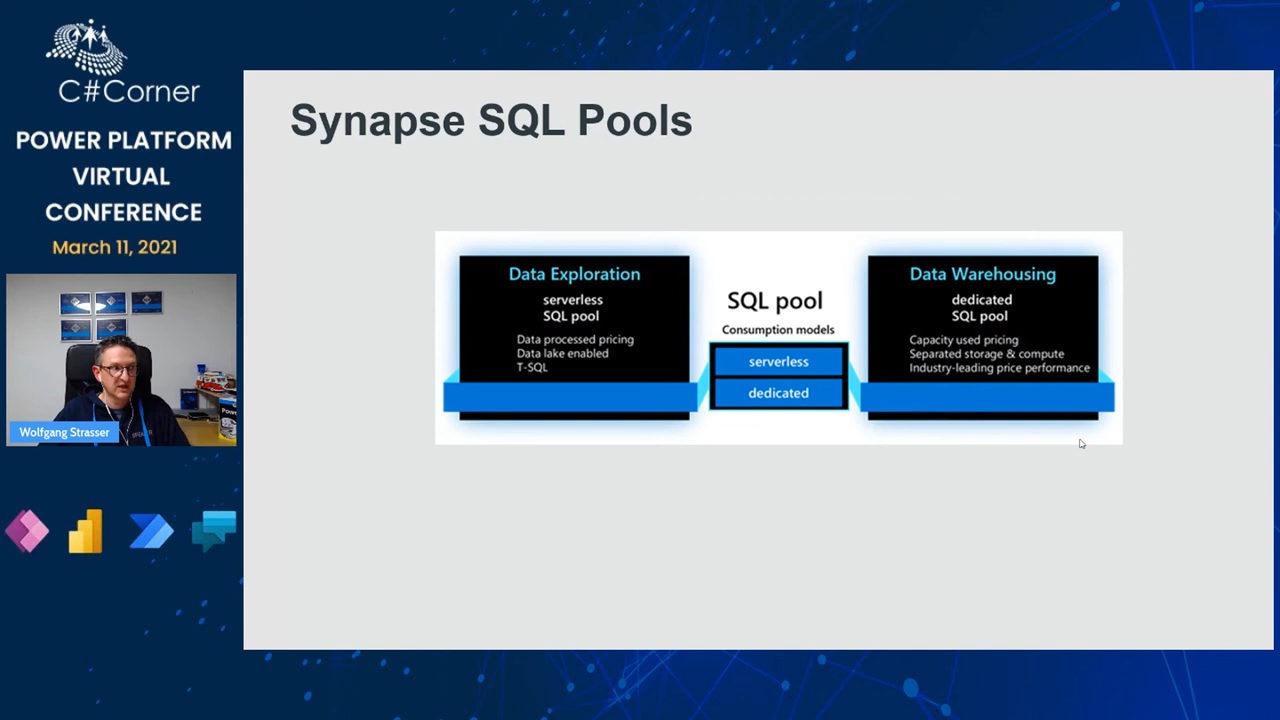 C#Corner
POWER PLATFORM
VIRTUAL
CONFERENCE
March 11, 2021
Wolfgang Strasser
Synapse SQL Pools
Data Exploration
serverless
SQL pool
Data processed pricing
Data lake enabled
T-SQL
SQL pool
Consumption models
serverless
dedicated
Data Warehousing
dedicated
SQL pool
Capacity used pricing
Separated storage & compute
Industry-leading price performance